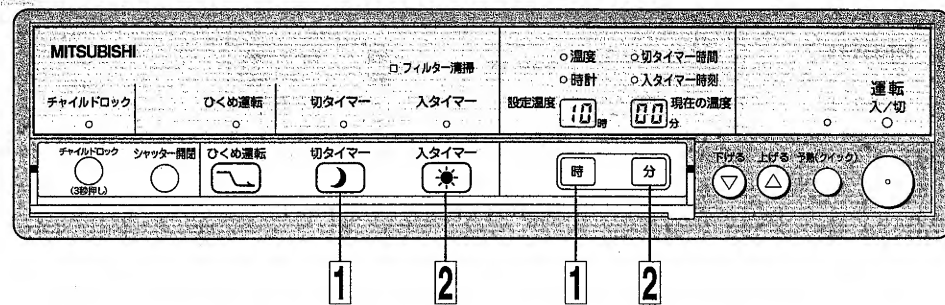 MITSUBISHI
フィルター清掃
温度 切タイマー時間
時計 入タイマー時刻
チャイルドロック ひくめ運転 切タイマー 入タイマー
設定温度 10時 00分 現在の温度
運転
入/切
チャイルドロック シャッター開閉 ひくめ運転 切タイマー 入タイマー
(3秒押し)
時 分
下げる 上げる 予熱(クイック)
1 2 1 2